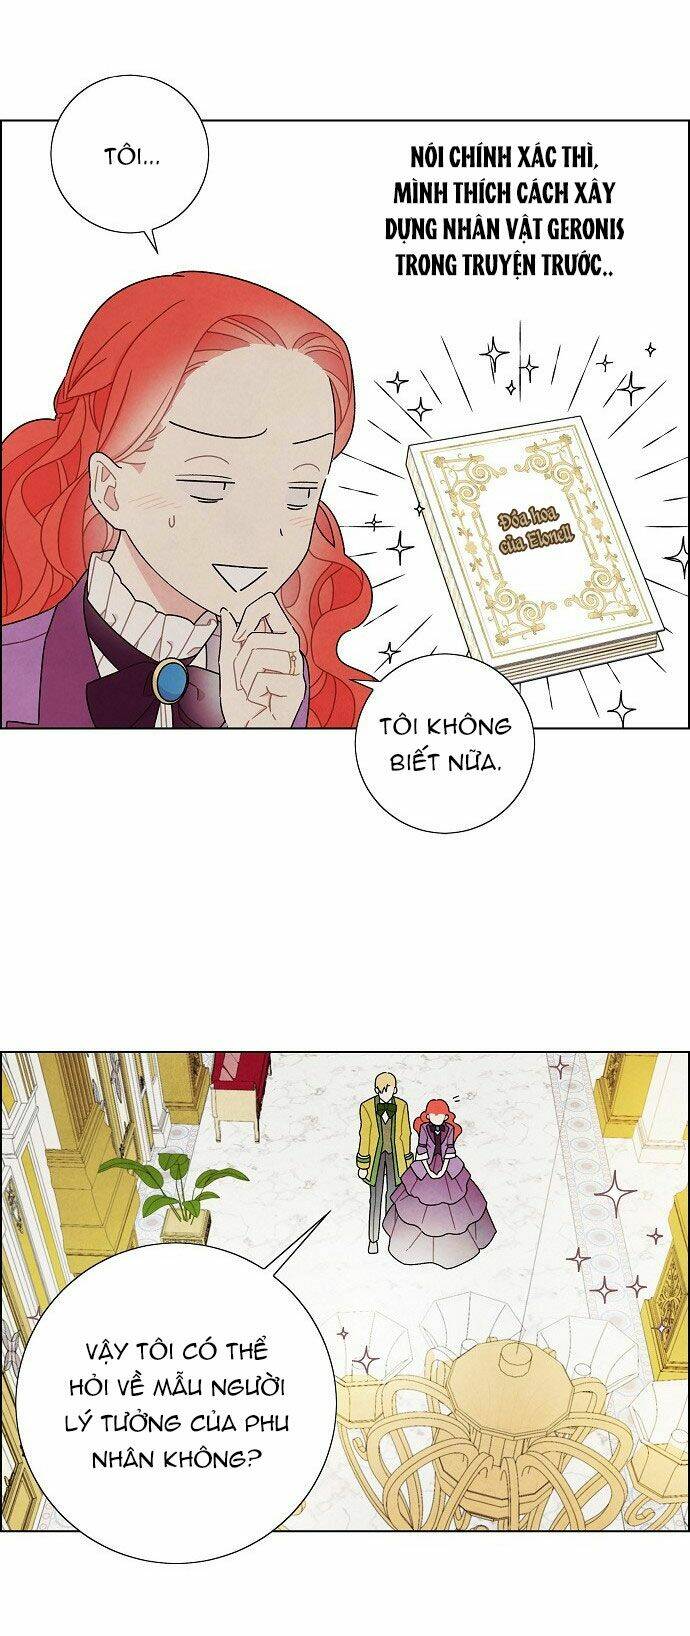 TÔI...
NÓI CHÍNH XÁC THÌ,
MÌNH THÍCH CÁCH XÂY
DỰNG NHÂN VẬT GERONIS
TRONG TRUYỆN TRƯỚC..
Đóa hoa
của Elonell
TÔI KHÔNG
BIẾT NỮA.
VẬY TÔI CÓ THỂ
HỎI VỀ MẪU NGƯỜI
LÝ TƯỞNG CỦA PHU
NHÂN KHÔNG?